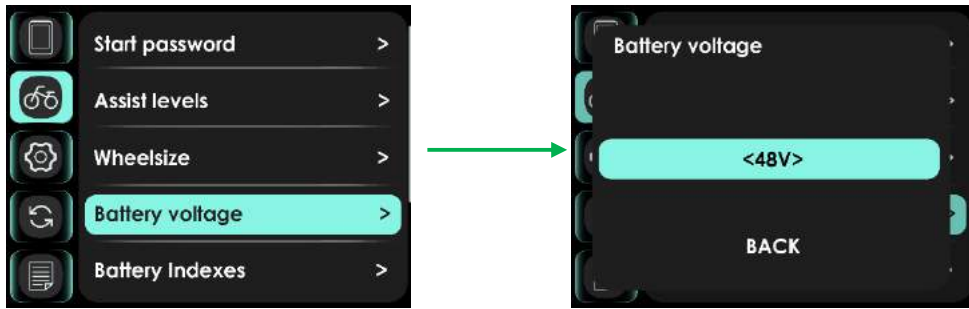 Start password >
Assist levels >
Wheelsize >
Battery voltage >
Battery Indexes >
Battery voltage
<48V>
BACK